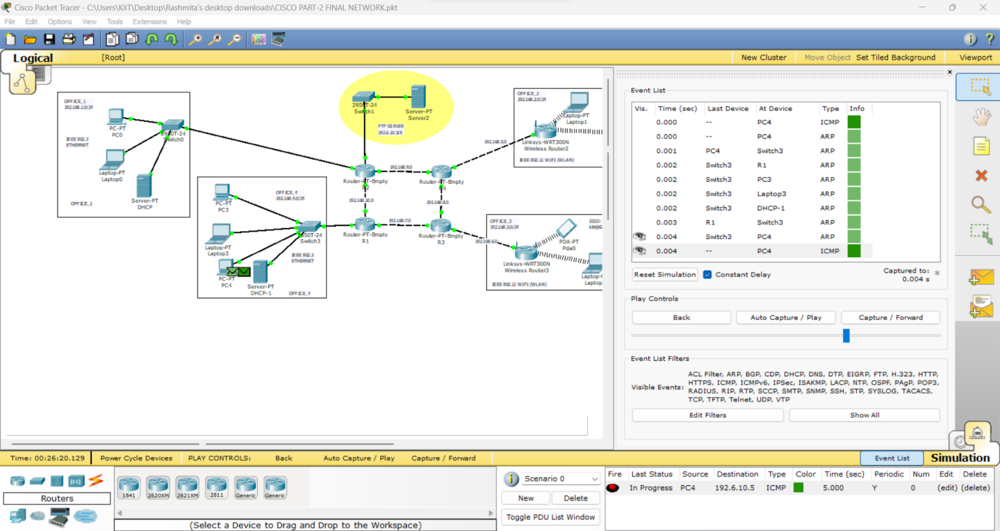 Cisco Packet Tracer - C:\Users\KIIT\Desktop\Rashmita's desktop downloads\CISCO PART-2 FINAL NETWORK.pkt
File Edit Options View Tools Extensions Help
Logical [Root] New Cluster Move Object Set Tiled Background Viewport
OFFICE_1
192.168.1.0/24
PC-PT
PC0
IEEE 802.3
ETHERNET
2950T-24
Switch0
Laptop-PT
Laptop0
Server-PT
DHCP
OFFICE_1
2950T-24
Switch1
Server-PT
Server2
FTP SERVER
192.6.10.5/8
OFFICE_2
192.168.2.0/24
Laptop-PT
Laptop1
Linksys-WRT300N
Wireless Router2
IEEE 802.11 WIFI (WLAN)
192.168.5.0
192.168.9.0
Router-PT-Empty
Router-PT-Empty
192.168.10.0
192.168.8.0
192.168.7.0
Router-PT-Empty
R1
Router-PT-Empty
R3
192.168.6.0
OFFICE_4
192.168.4.0/24
PC-PT
PC3
2950T-24
Switch3
Laptop-PT
Laptop3
IEEE 802.3
ETHERNET
PC-PT
PC4
Server-PT
DHCP-1
OFFICE_4
OFFICE_3
192.168.3.0/24
SSID-
PDA-PT
Pda0
Linksys-WRT300N
Wireless Router3
Laptop-
Laptop
IEEE 802.11 WIFI (WLAN)
Event List
Vis. Time (sec) Last Device At Device Type Info
0.000 -- PC4 ICMP
0.000 -- PC4 ARP
0.001 PC4 Switch3 ARP
0.002 Switch3 R1 ARP
0.002 Switch3 PC3 ARP
0.002 Switch3 Laptop3 ARP
0.002 Switch3 DHCP-1 ARP
0.003 R1 Switch3 ARP
0.004 Switch3 PC4 ARP
0.004 -- PC4 ICMP
Reset Simulation Constant Delay Captured to: *
0.004 s
Play Controls
Back Auto Capture / Play Capture / Forward
Event List Filters
Visible Events: ACL Filter, ARP, BGP, CDP, DHCP, DNS, DTP, EIGRP, FTP, H.323, HTTP,
HTTPS, ICMP, ICMPv6, IPSec, ISAKMP, LACP, NTP, OSPF, PAgP, POP3,
RADIUS, RIP, RTP, SCCP, SMTP, SNMP, SSH, STP, SYSLOG, TACACS,
TCP, TFTP, Telnet, UDP, VTP
Edit Filters Show All
Time: 00:26:20.129 Power Cycle Devices PLAY CONTROLS: Back Auto Capture / Play Capture / Forward Event List Simulation
Routers
1841 2620XM 2621XM 2811 Generic Generic
(Select a Device to Drag and Drop to the Workspace)
Scenario 0
New Delete
Toggle PDU List Window
Fire Last Status Source Destination Type Color Time (sec) Periodic Num Edit Delete
In Progress PC4 192.6.10.5 ICMP 5.000 Y 0 (edit) (delete)